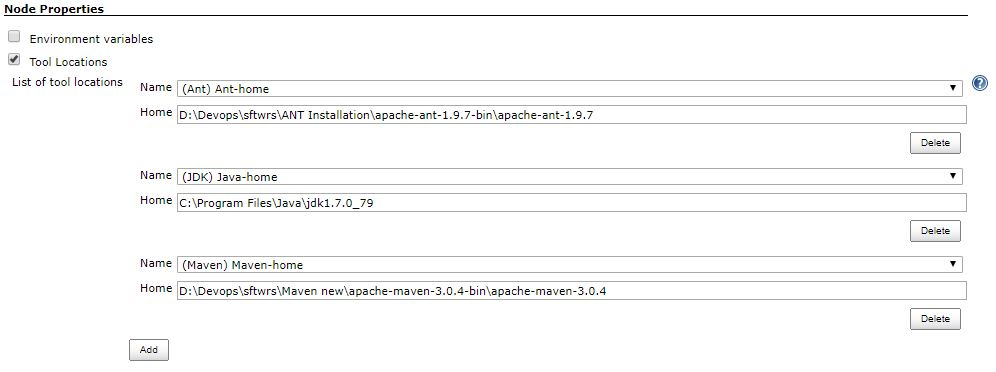 Node Properties
Environment variables
Tool Locations
List of tool locations
Name (Ant) Ant-home
Home D:\Devops\sftwrs\ANT Installation\apache-ant-1.9.7-bin\apache-ant-1.9.7
Delete
Name (JDK) Java-home
Home C:\Program Files\Java\jdk1.7.0_79
Delete
Name (Maven) Maven-home
Home D:\Devops\sftwrs\Maven new\apache-maven-3.0.4-bin\apache-maven-3.0.4
Delete
Add